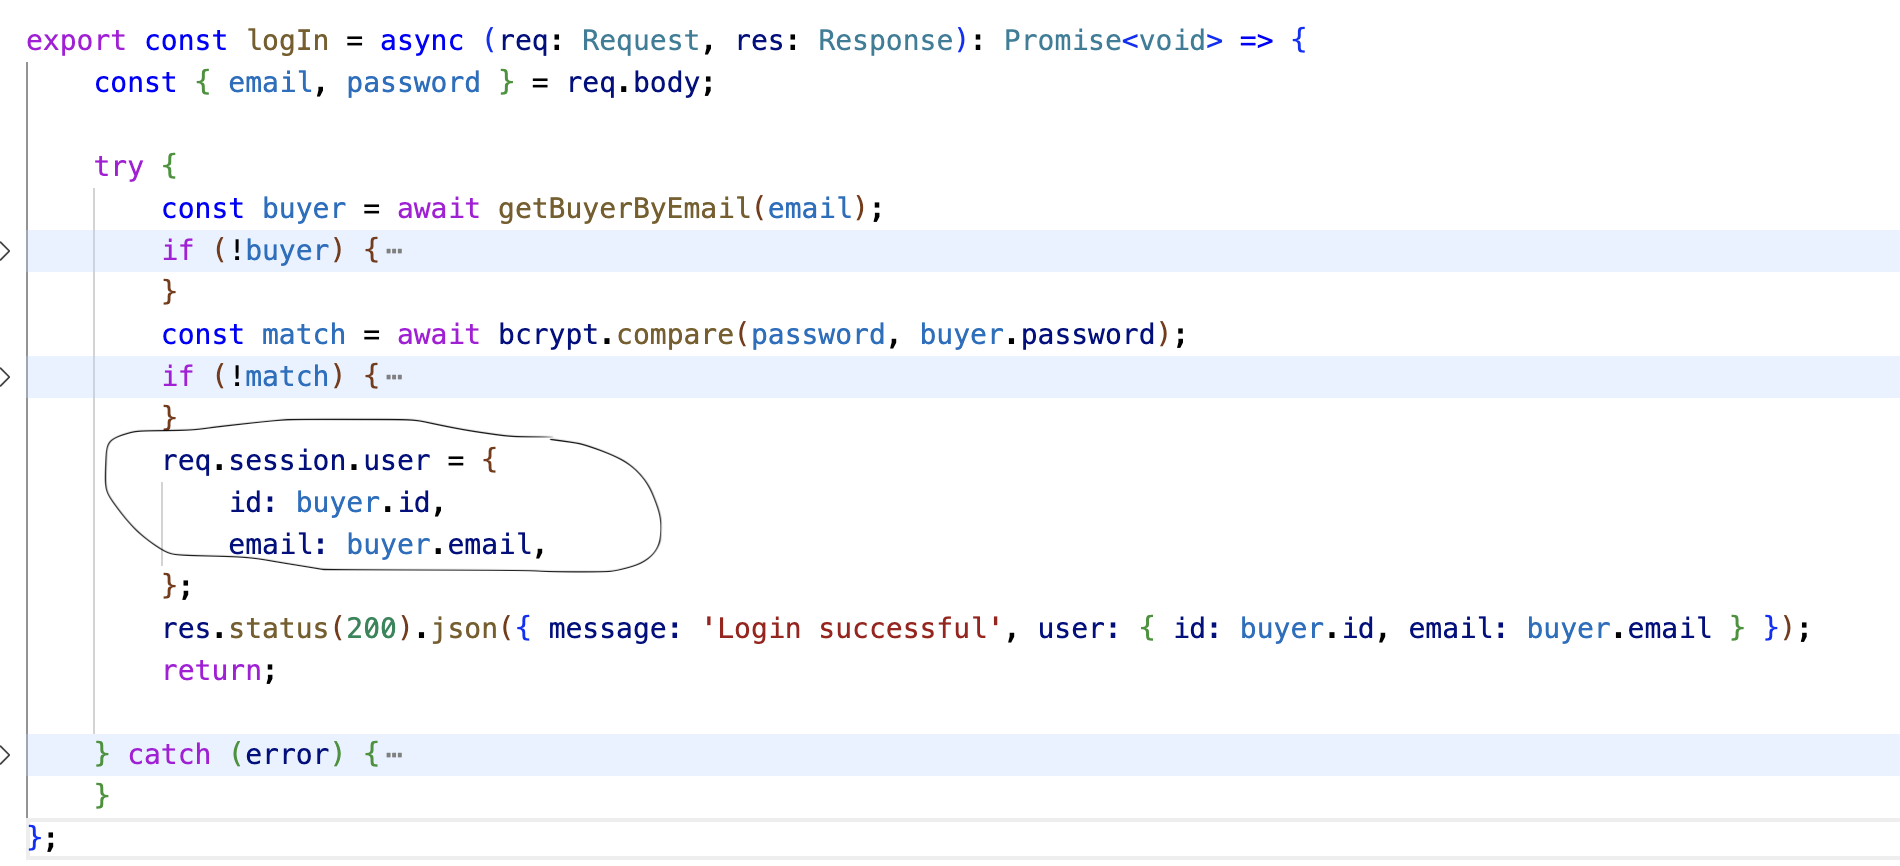 export const logIn = async (req: Request, res: Response): Promise<void> => {
    const { email, password } = req.body;

    try {
        const buyer = await getBuyerByEmail(email);
        if (!buyer) {⋯
        }
        const match = await bcrypt.compare(password, buyer.password);
        if (!match) {⋯
        }
        req.session.user = {
            id: buyer.id,
            email: buyer.email,
        };
        res.status(200).json({ message: 'Login successful', user: { id: buyer.id, email: buyer.email } });
        return;

    } catch (error) {⋯
    }
};